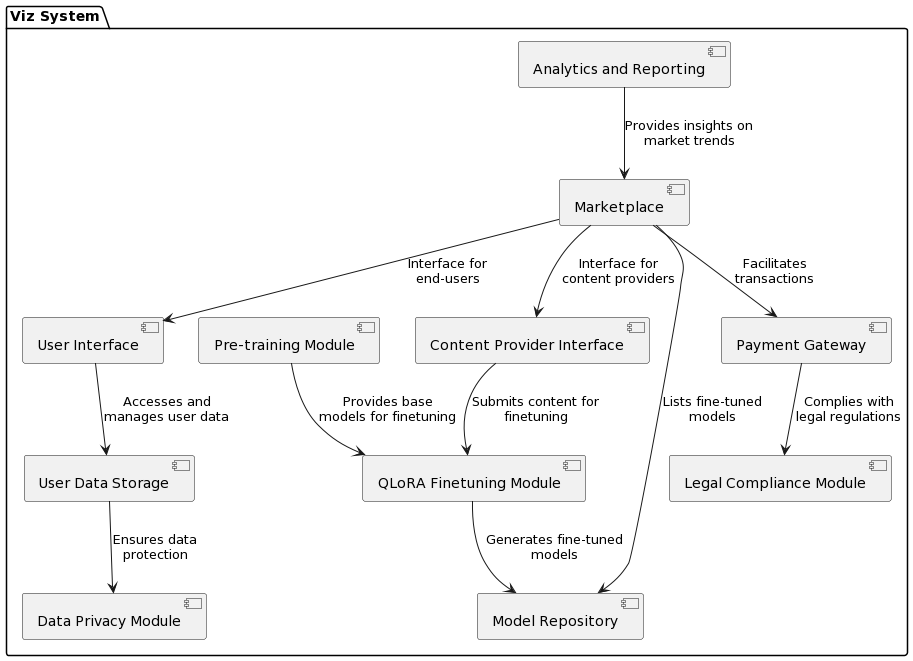 Viz System
Analytics and Reporting
Provides insights on
market trends
Marketplace
Interface for
end-users
Interface for
content providers
Facilitates
transactions
User Interface
Pre-training Module
Content Provider Interface
Payment Gateway
Accesses and
manages user data
Provides base
models for finetuning
Submits content for
finetuning
Lists fine-tuned
models
Complies with
legal regulations
User Data Storage
QLoRA Finetuning Module
Legal Compliance Module
Ensures data
protection
Generates fine-tuned
models
Data Privacy Module
Model Repository